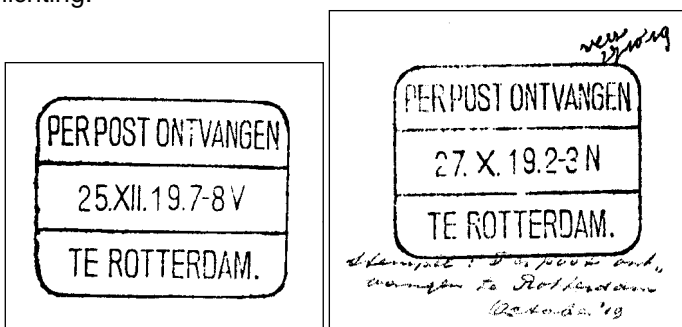 lichting.
PER POST ONTVANGEN
25.XII.19.7-8 V
TE ROTTERDAM.
PER POST ONTVANGEN
27. X. 19.2-3 N
TE ROTTERDAM.
Stempel: Per post ont„
vangen te Rotterdam
October '19